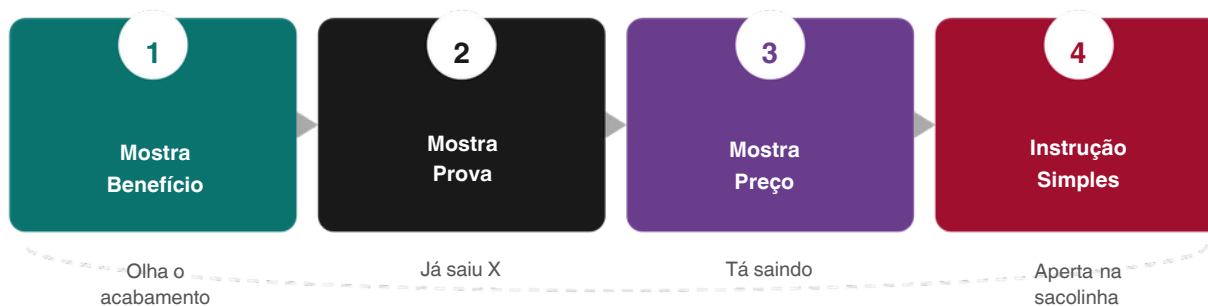 1
Mostra
Benefício
Olha o
acabamento
2
Mostra
Prova
Já saiu X
3
Mostra
Preço
Tá saindo
4
Instrução
Simples
Aperta na
sacolinha